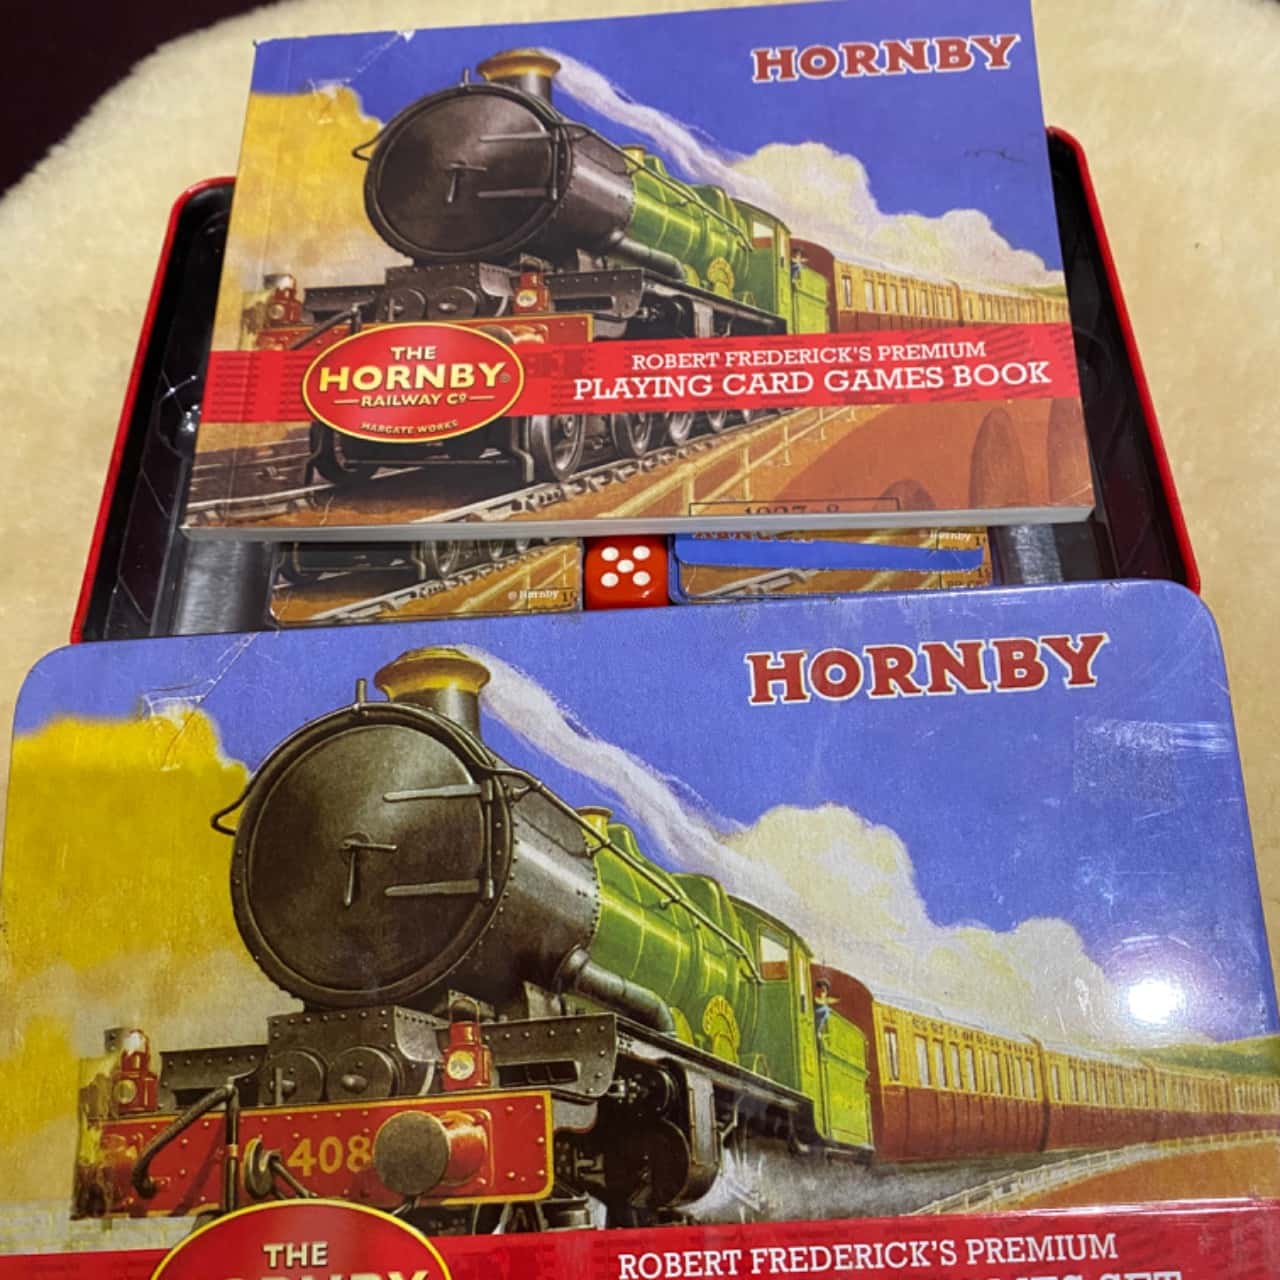 HORNBY
ROBERT FREDERICK'S PREMIUM
PLAYING CARD GAMES BOOK
THE
HORNBY
RAILWAY Cº
MARGATE WORKS
© Hornby
Hornby
HORNBY
408
THE
ROBERT FREDERICK'S PREMIUM